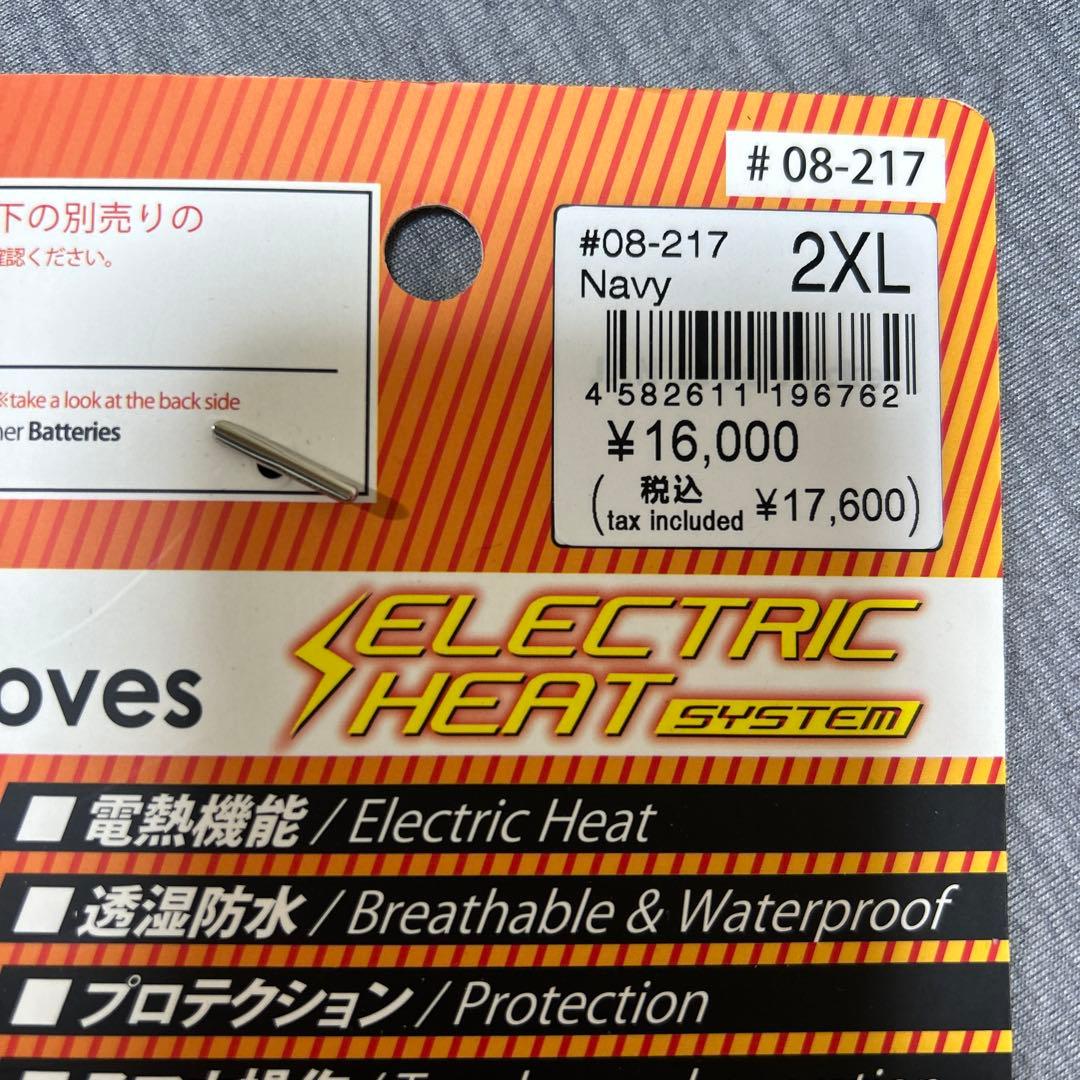 # 08-217
下の別売りの
確認ください。
#08-217 2XL
Navy
4 582611 196762
¥16,000
(税込 tax included ¥17,600)
※take a look at the back side
Batteries
ELECTRIC
HEAT SYSTEM
oves
■ 電熱機能 / Electric Heat
■ 透湿防水 / Breathable & Waterproof
■ プロテクション / Protection